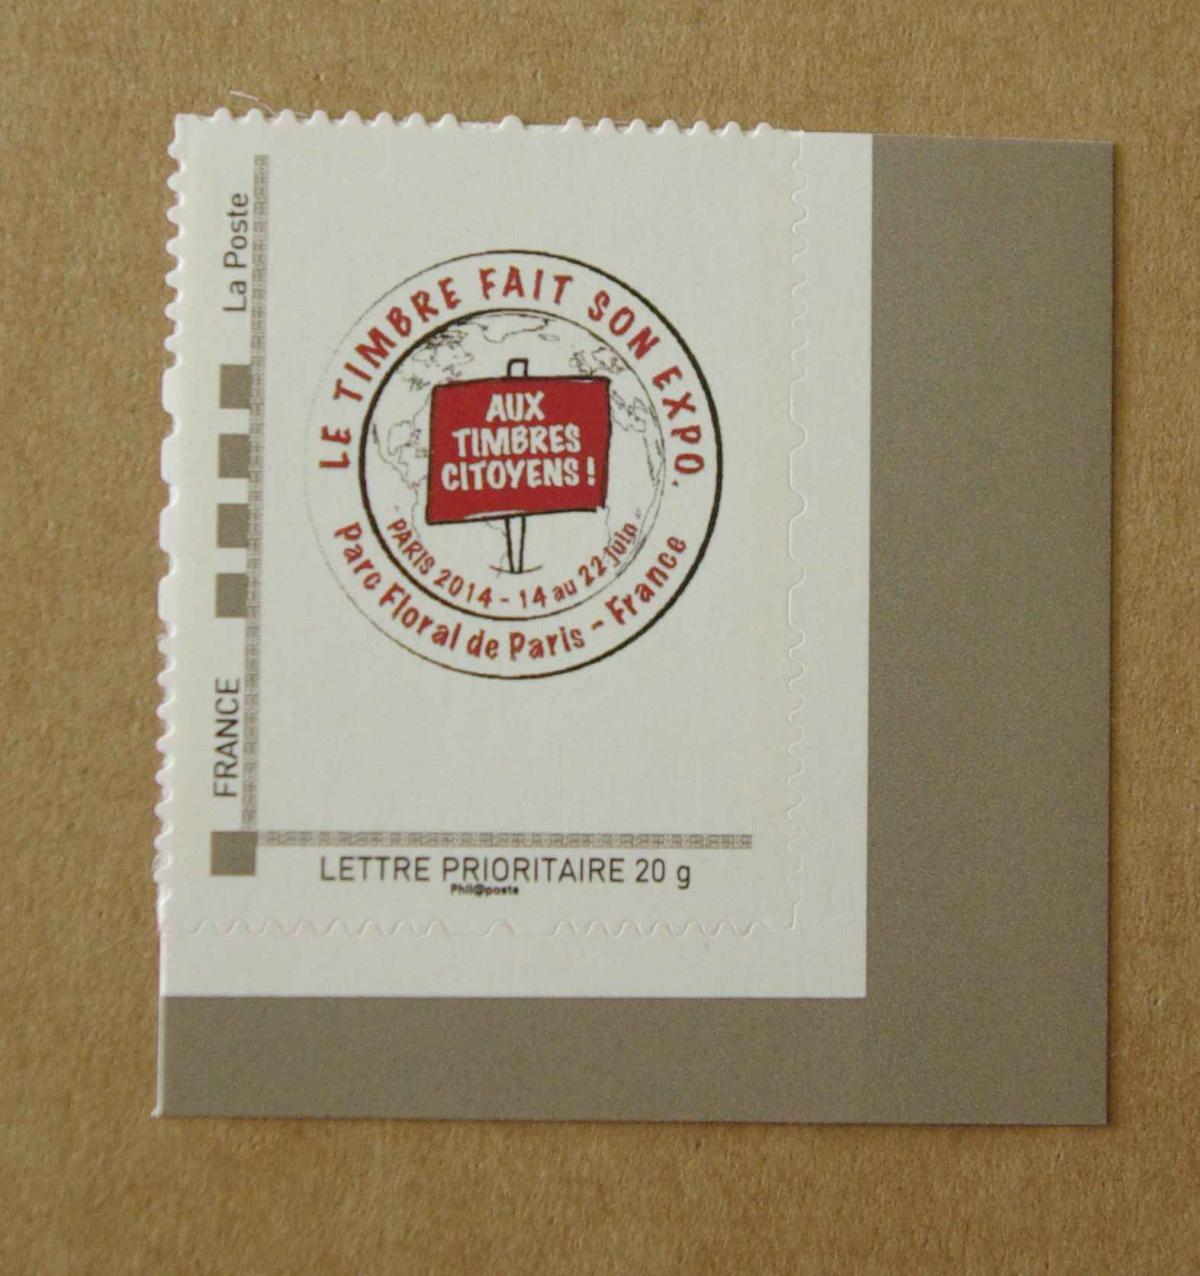 La Poste
FRANCE
LE TIMBRE FAIT SON EXPO.
AUX
TIMBRES
CITOYENS !
- PARIS 2014 - 14 au 22 juin -
Parc Floral de Paris - France
LETTRE PRIORITAIRE 20 g
Phil@poste